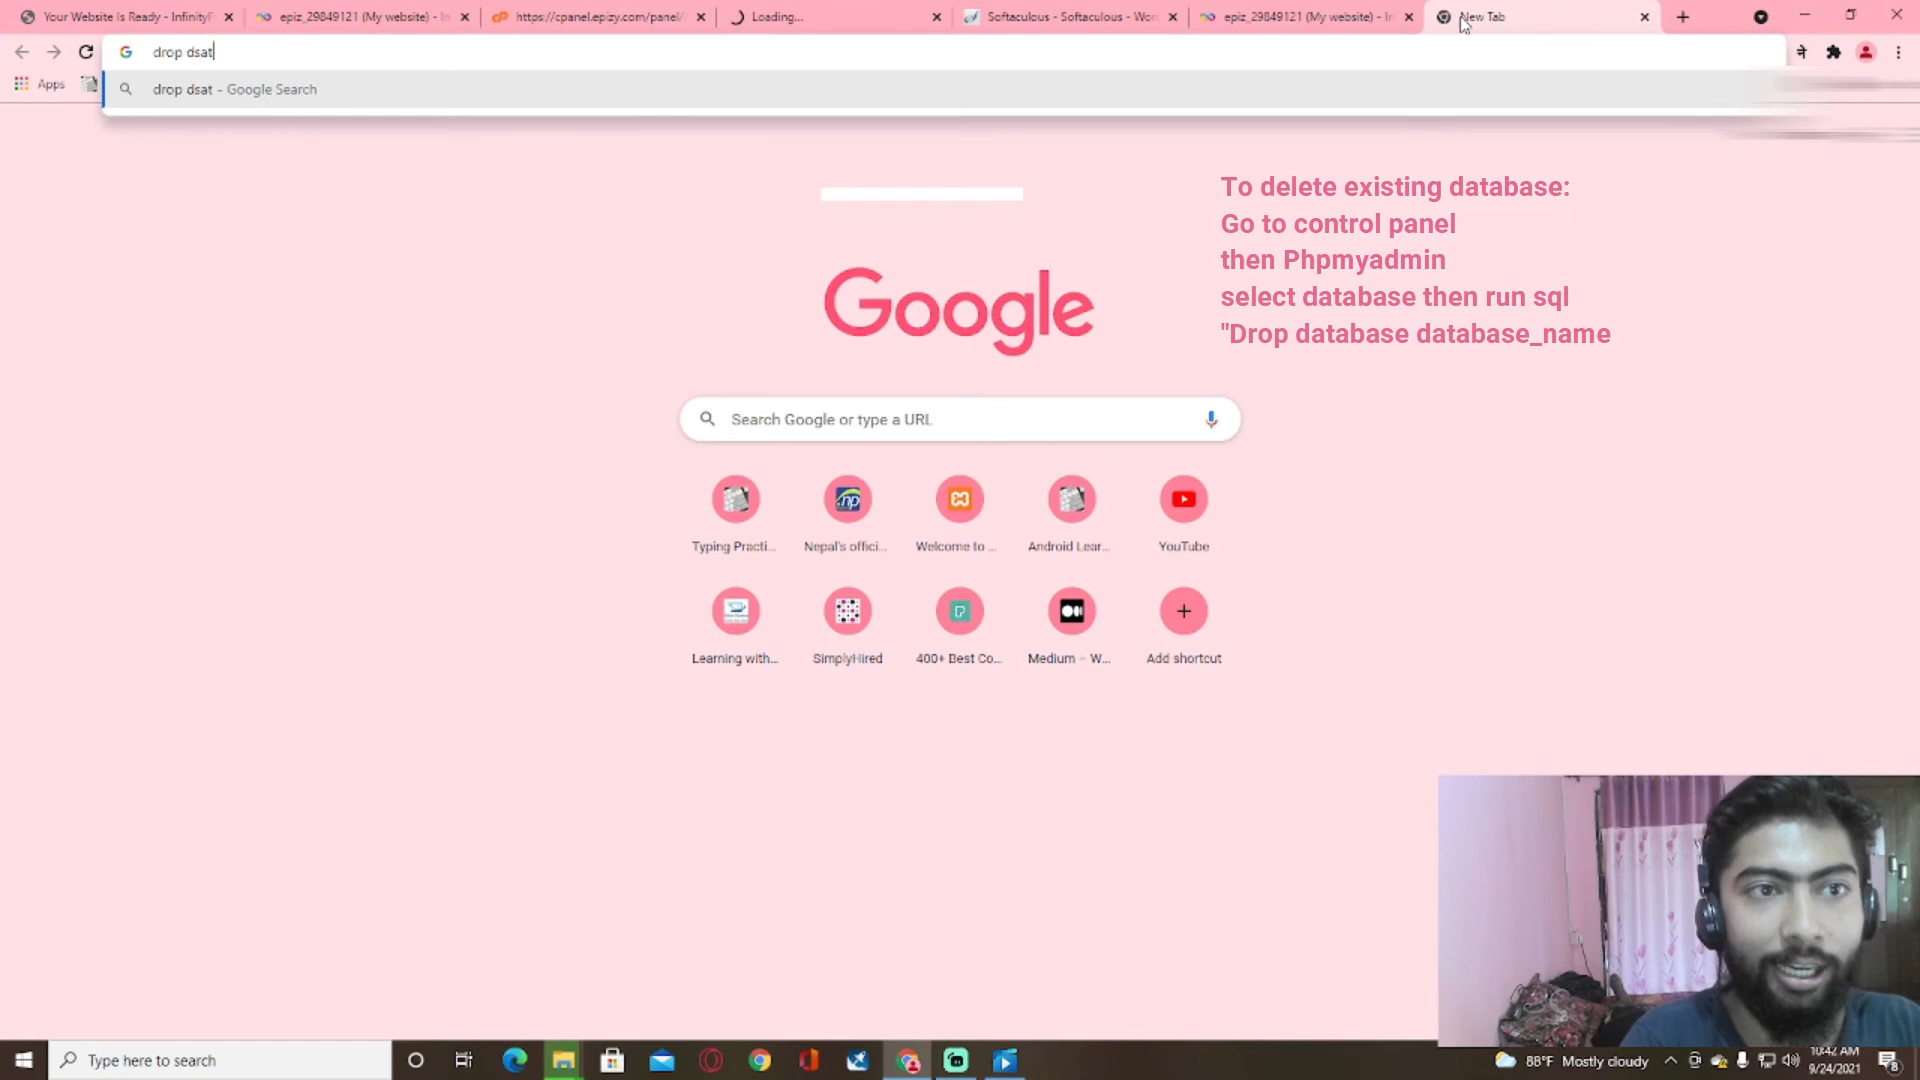 Your Website Is Ready - InfinityF
epiz_29849121 (My website) - In
https://cpanel.epizy.com/panel/
Loading...
Softaculous - Softaculous - Wor
epiz_29849121 (My website) - In
New Tab
drop dsat
Apps
drop dsat - Google Search
To delete existing database:
Go to control panel
then Phpmyadmin
select database then run sql
"Drop database database_name
Google
Search Google or type a URL
Typing Practi...
Nepal's offici...
Welcome to ...
Android Lear...
YouTube
Learning with...
SimplyHired
400+ Best Co...
Medium – W...
Add shortcut
Type here to search
88°F Mostly cloudy
10:42 AM
9/24/2021
8